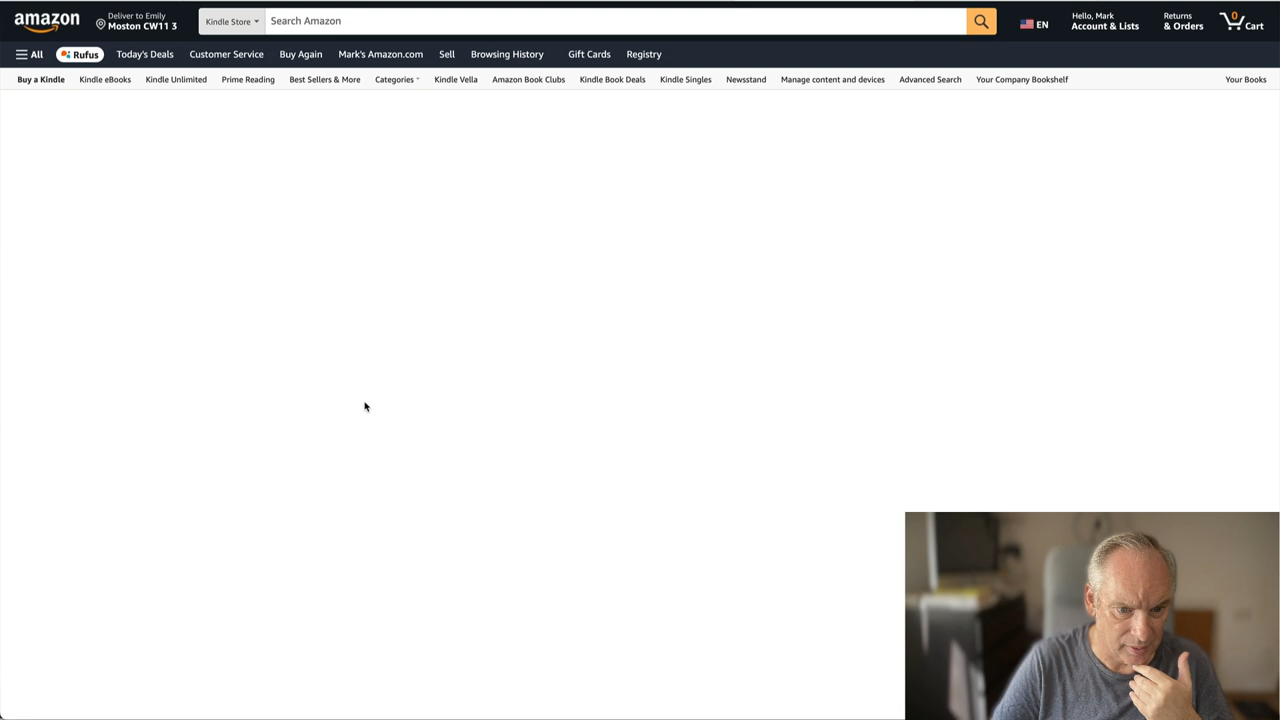 amazon
Deliver to Emily
Moston CW11 3
Kindle Store
Search Amazon
EN
Hello, Mark
Account & Lists
Returns
& Orders
0
Cart
All
Rufus
Today's Deals
Customer Service
Buy Again
Mark's Amazon.com
Sell
Browsing History
Gift Cards
Registry
Buy a Kindle
Kindle eBooks
Kindle Unlimited
Prime Reading
Best Sellers & More
Categories
Kindle Vella
Amazon Book Clubs
Kindle Book Deals
Kindle Singles
Newsstand
Manage content and devices
Advanced Search
Your Company Bookshelf
Your Books